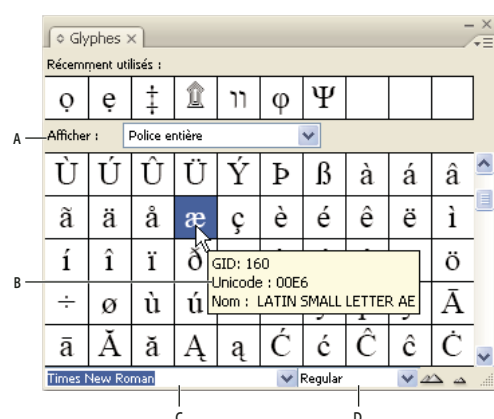 Glyphes ×
Récemment utilisés :
ọ ẹ ‡ װ φ Ψ
A Afficher : Police entière
Ù Ú Û Ü Ý Þ ß à á â
ã ä å æ ç è é ê ë ì
í î ï ð ö
GID: 160
B Unicode : 00E6
Nom : LATIN SMALL LETTER AE
÷ ø ù ú Ā
ā Ă ă Ą ą Ć ć Ĉ ĉ Ċ
Times New Roman Regular
C D